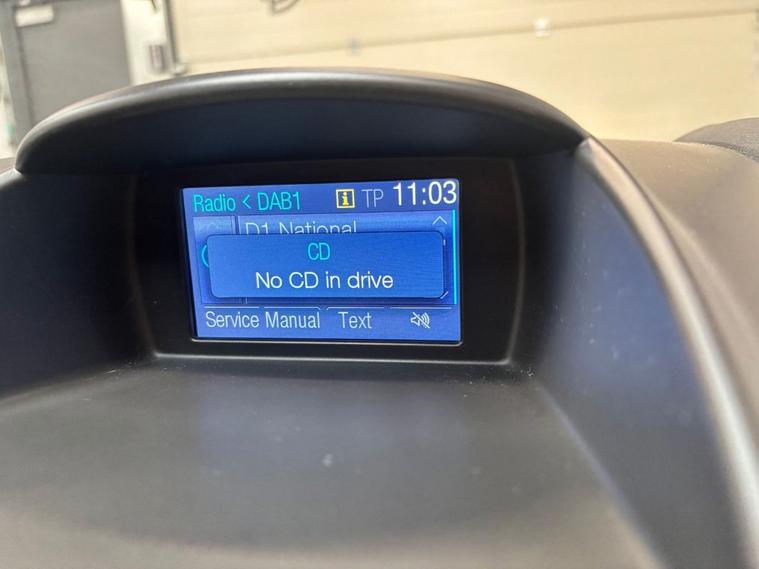 Radio < DAB1 i TP 11:03
D1 National
CD
No CD in drive
Service Manual Text